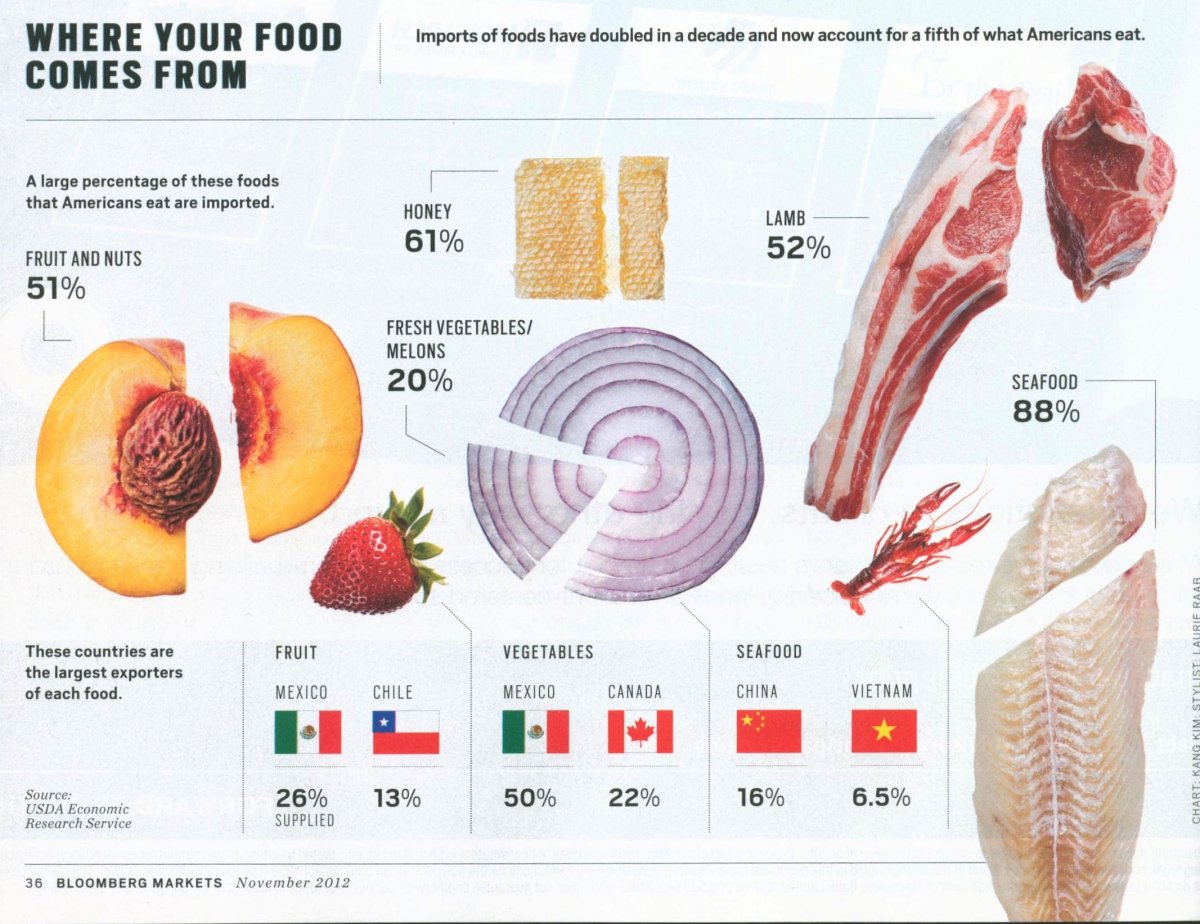 WHERE YOUR FOOD
COMES FROM
Imports of foods have doubled in a decade and now account for a fifth of what Americans eat.
A large percentage of these foods
that Americans eat are imported.
FRUIT AND NUTS
51%
HONEY
61%
LAMB
52%
FRESH VEGETABLES/
MELONS
20%
SEAFOOD
88%
These countries are
the largest exporters
of each food.
FRUIT
MEXICO
CHILE
26%
SUPPLIED
13%
VEGETABLES
MEXICO
CANADA
50%
22%
SEAFOOD
CHINA
VIETNAM
16%
6.5%
Source:
USDA Economic
Research Service
CHART: KANG KIM; STYLIST: LAURIE RAAB
36 BLOOMBERG MARKETS November 2012